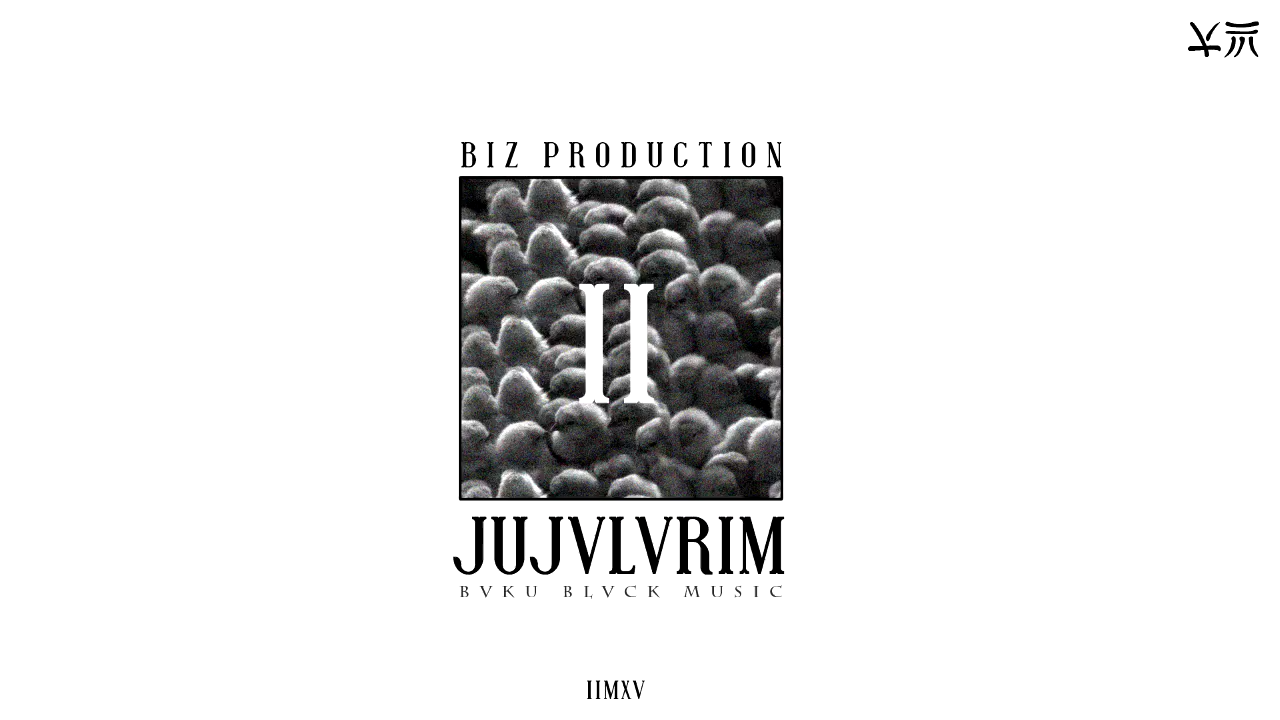 BIZ PRODUCTION
II
JUJVLVRIM
BVKU BLVCK MUSIC
IIMXV